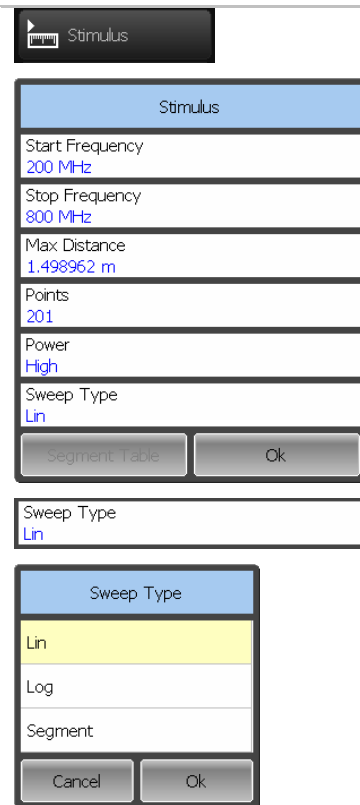 Stimulus
Stimulus
Start Frequency
200 MHz
Stop Frequency
800 MHz
Max Distance
1.498962 m
Points
201
Power
High
Sweep Type
Lin
Segment Table Ok
Sweep Type
Lin
Sweep Type
Lin
Log
Segment
Cancel Ok